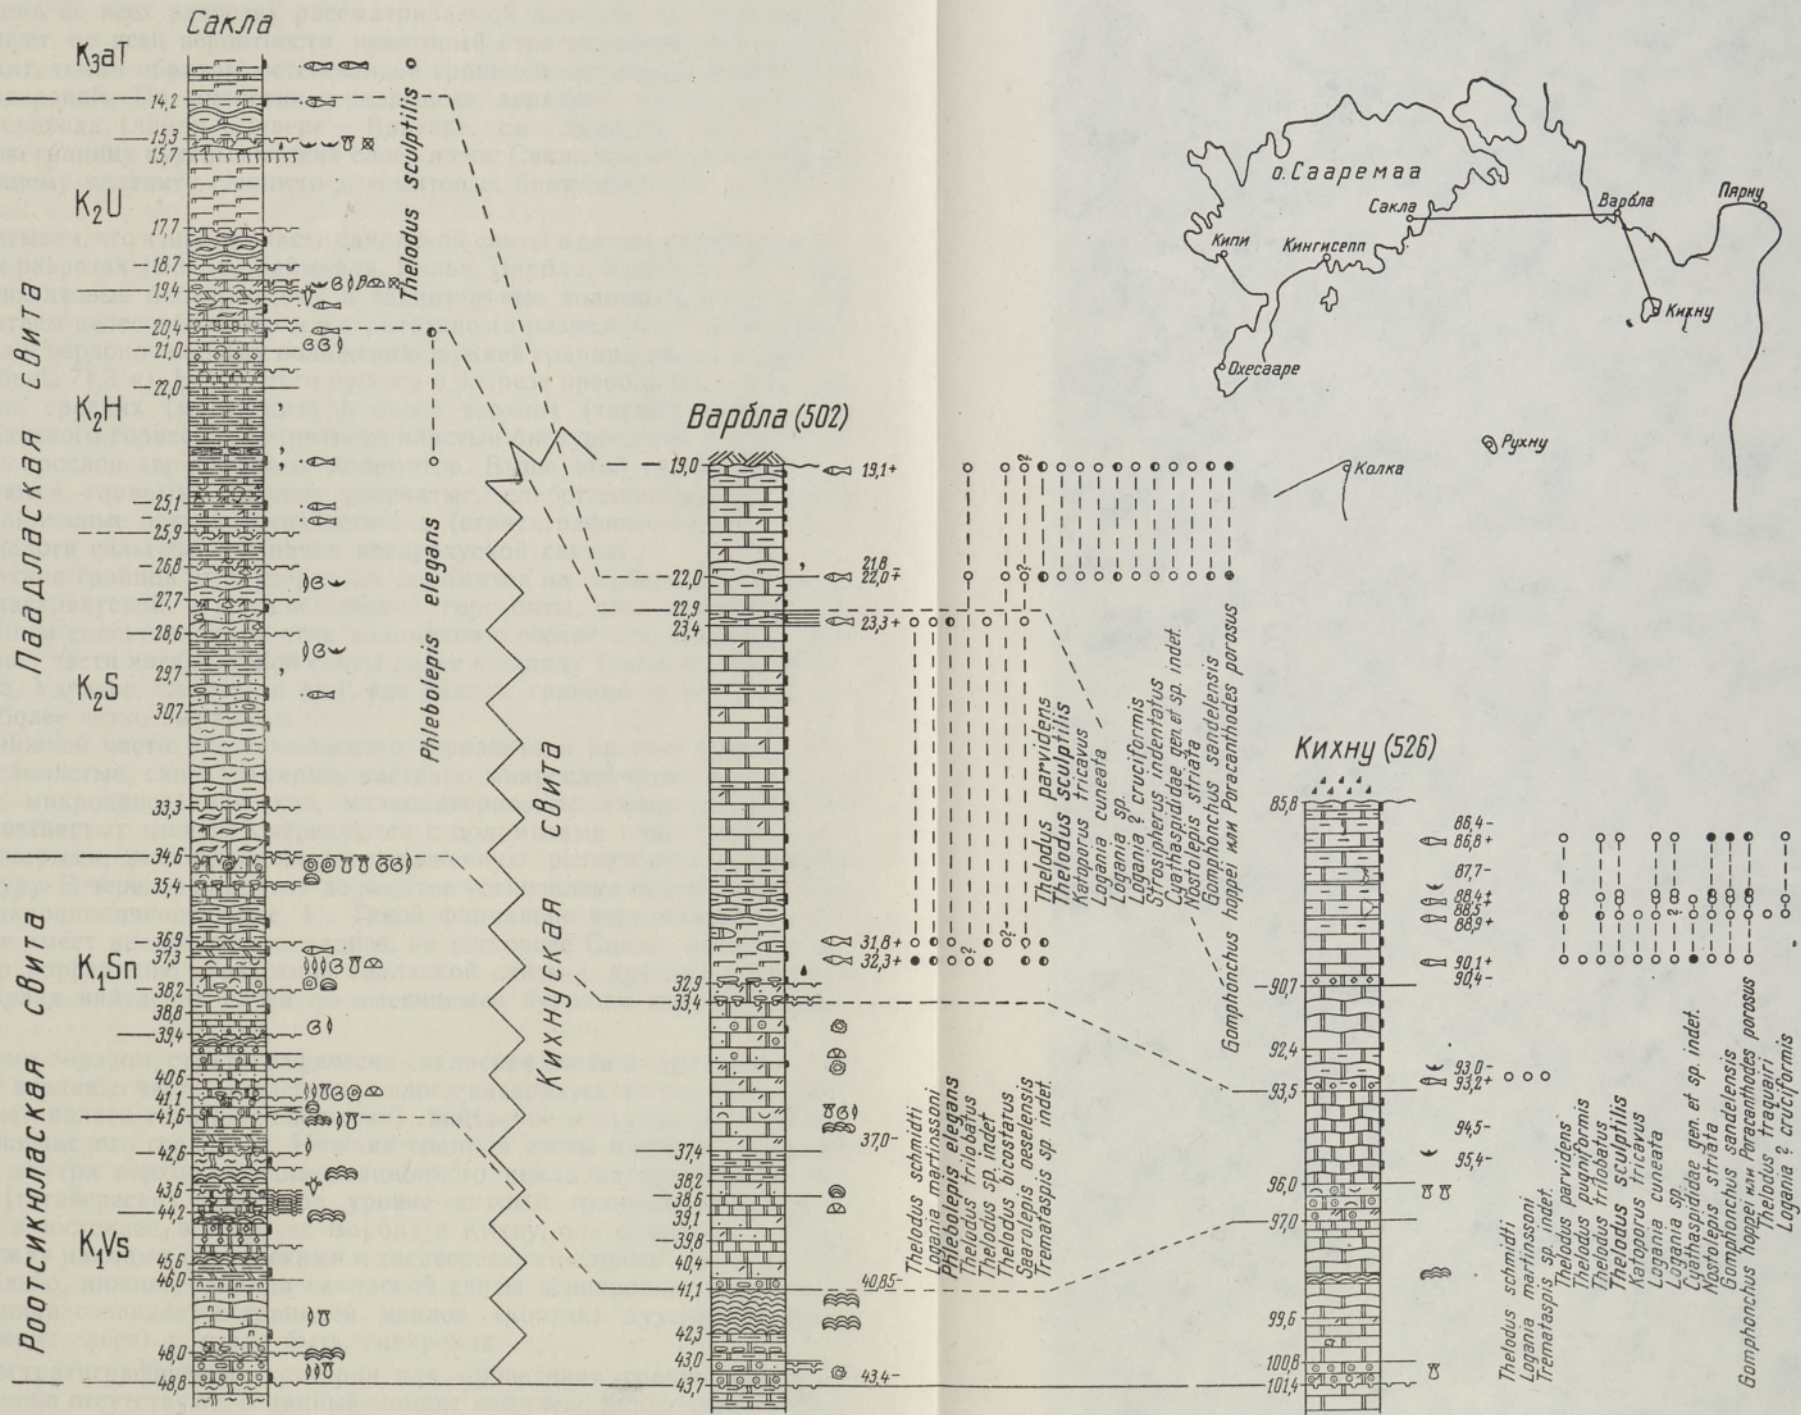 Сакла
K₃aT
K₂U
K₂H
K₂S
K₁Sn
K₁Vs
Паадлаская свита
Роотсикюлаская свита
14,2
15,3
15,7
17,7
18,7
19,4
20,4
21,0
22,0
25,1
25,9
26,8
27,7
28,6
29,7
30,7
33,3
34,6
35,4
36,9
37,3
38,2
38,8
39,4
40,6
41,1
41,6
42,6
43,6
44,2
45,6
46,0
48,0
48,8
Thelodus sculptilis
Phlebolepis elegans
Кихнуская свита
Варбла (502)
19,0
22,0
22,9
23,4
32,9
33,4
37,4
38,2
38,6
39,1
39,8
40,4
41,1
42,3
43,0
43,7
19,1+
21,8-
22,0+
23,3+
31,8+
32,3+
37,0-
40,85-
43,4-
Thelodus schmidti
Logania martinssoni
Phlebolepis elegans
Thelodus trilobatus
Thelodus sp. indet
Thelodus bicostatus
Saarolepis oeselensis
Tremataspis sp. indet.
Thelodus parvidens
Thelodus sculptilis
Katoporus tricavus
Logania cuneata
Logania sp.
Logania ? cruciformis
Strosipherus indentatus
Cyathaspididae gen et sp. indet.
Nostolepis striata
Gomphonchus sandelensis
Gomphonchus hoppei или Poracanthodes porosus
о. Сааремаа
Сакла
Варбла
Пярну
Кипи
Кингисепп
Кихну
Охесааре
Рухну
Колка
Кихну (526)
85,8
90,7
92,4
93,5
96,0
97,0
99,6
100,8
101,4
86,4-
86,8+
87,7-
88,4+
88,5
88,9+
90,1+
90,4-
93,0-
93,2+
94,5-
95,4-
Thelodus schmidti
Logania martinssoni
Tremataspis sp. indet.
Thelodus parvidens
Thelodus pugniformis
Thelodus trilobatus
Thelodus sculptilis
Katoporus tricavus
Logania cuneata
Logania sp.
Cyathaspididae gen. et sp. indet.
Nostolepis striata
Gomphonchus sandelensis
Gomphonchus hoppei или Poracanthodes porosus
Thelodus traquairi
Logania ? cruciformis